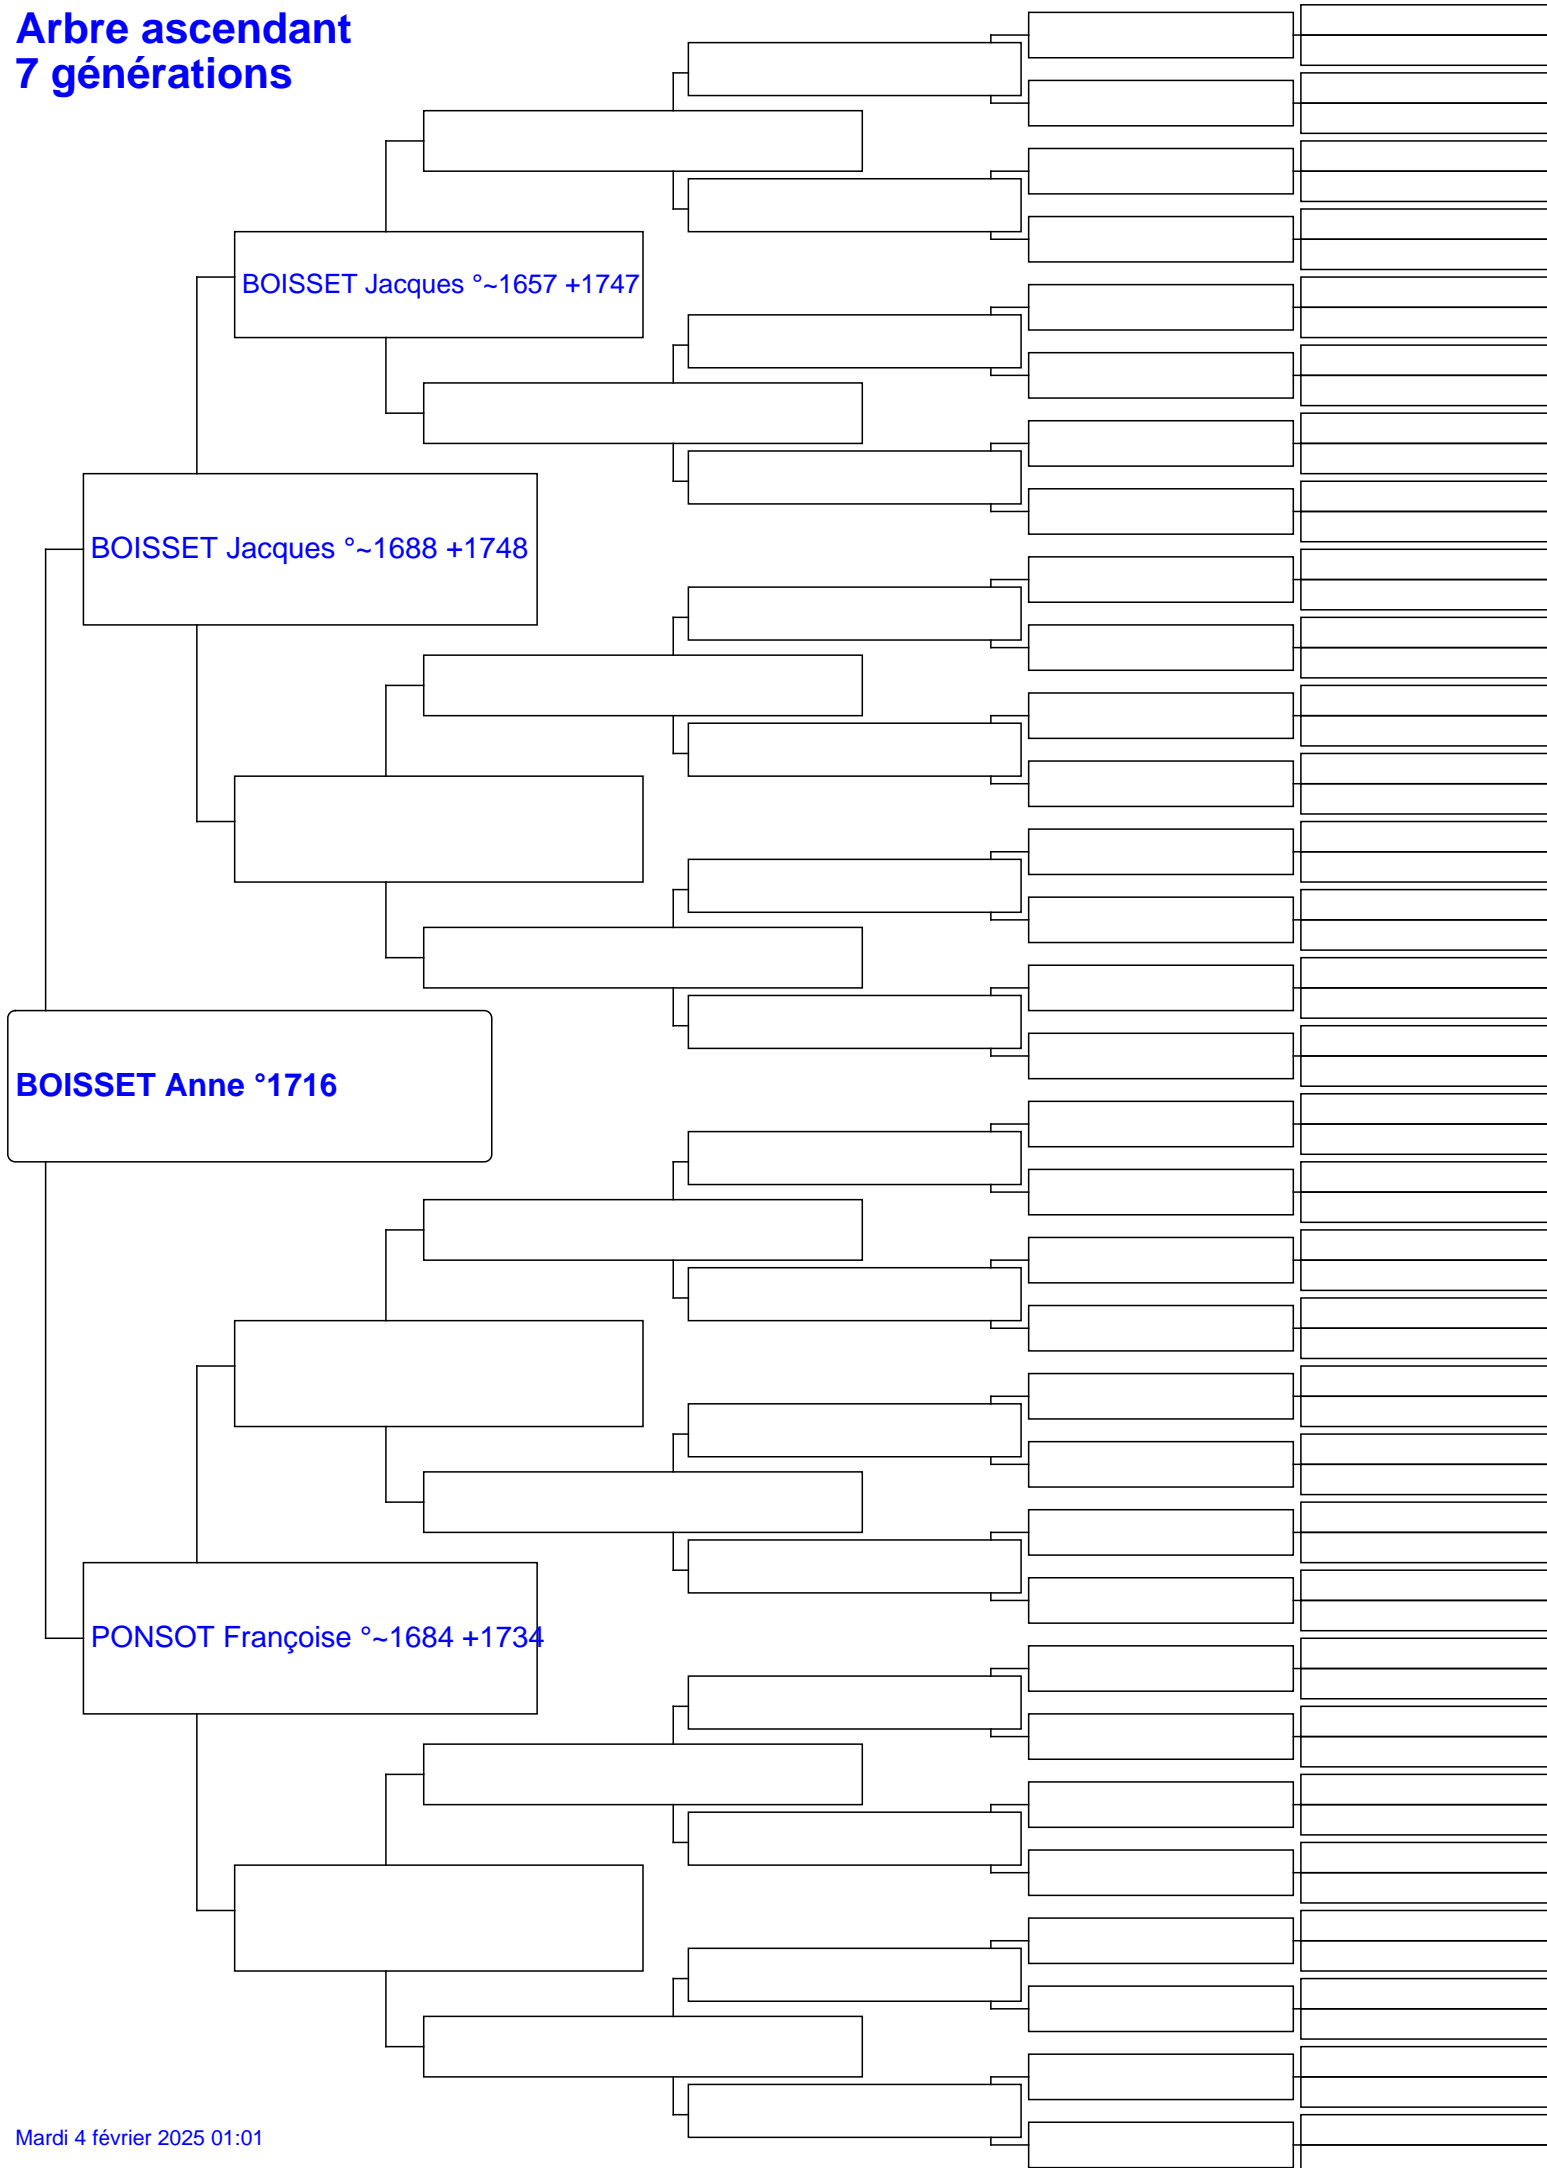 Arbre ascendant
7 générations
BOISSET Jacques °~1657 +1747
BOISSET Jacques °~1688 +1748
BOISSET Anne °1716
PONSOT Françoise °~1684 +1734
Mardi 4 février 2025 01:01